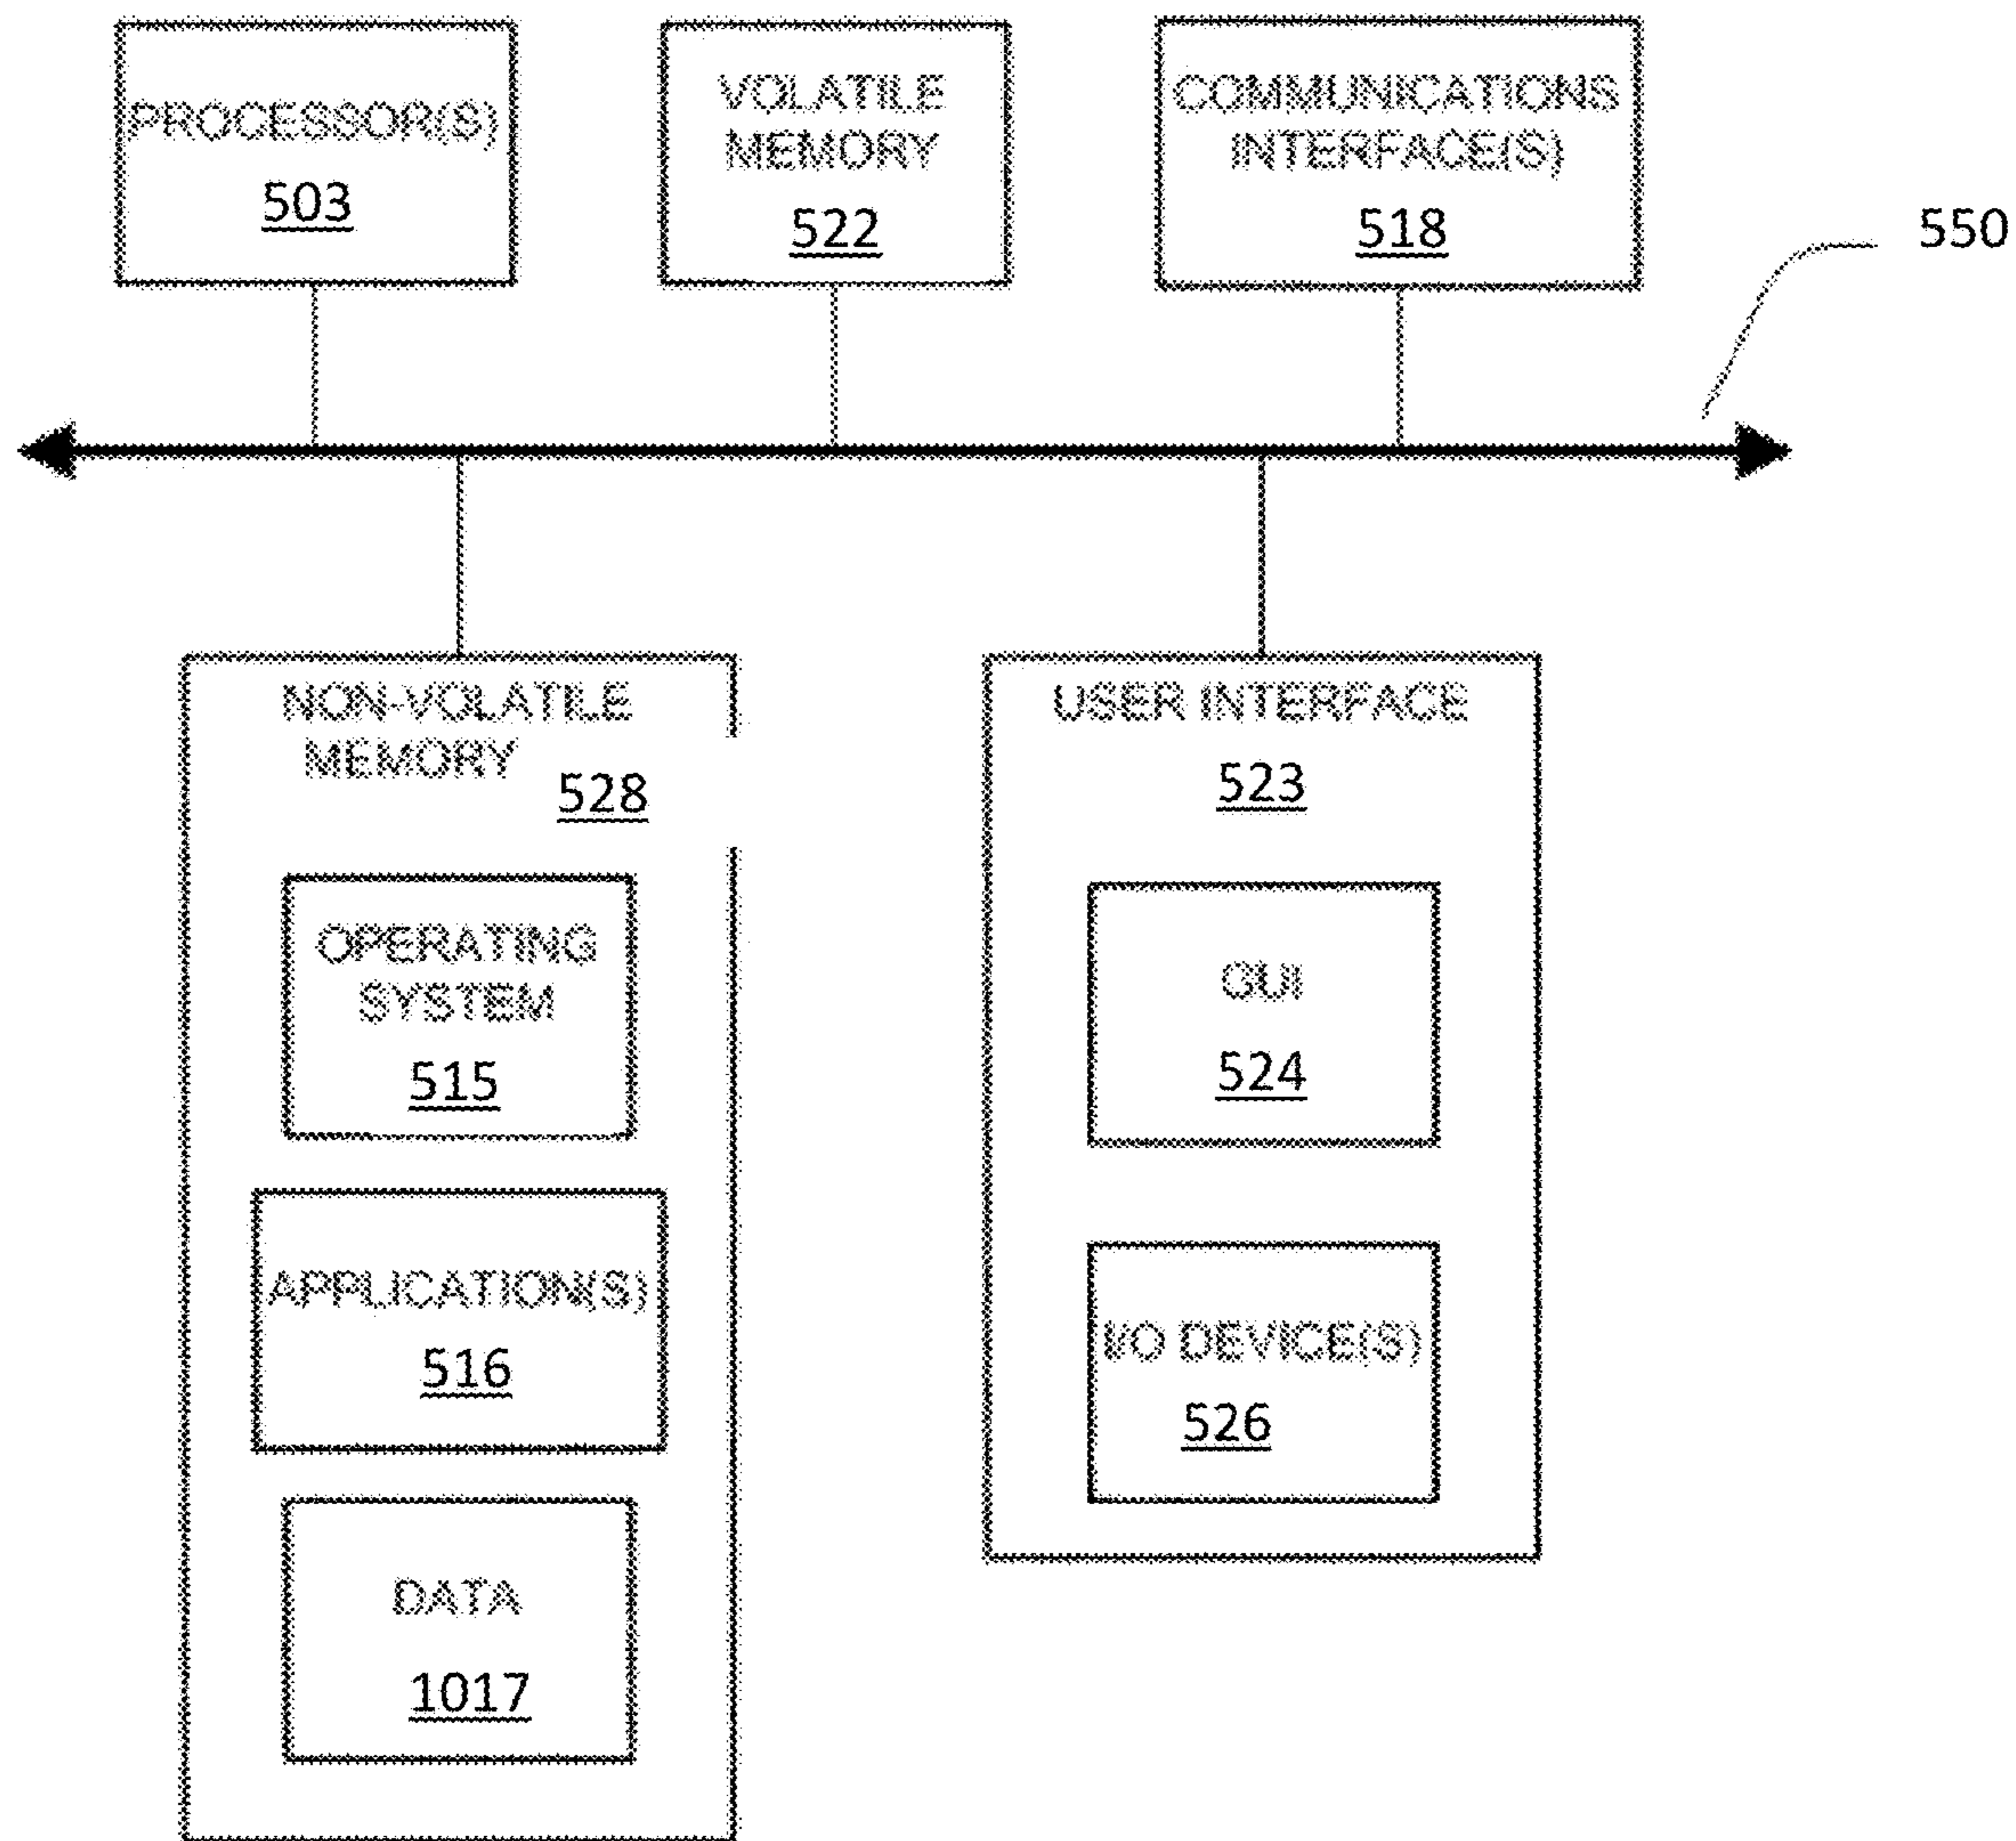 PROCESSOR(S)
503
VOLATILE
MEMORY
522
COMMUNICATIONS
INTERFACE(S)
518
550
NON-VOLATILE
MEMORY
528
OPERATING
SYSTEM
515
APPLICATION(S)
516
DATA
1017
USER INTERFACE
523
GUI
524
I/O DEVICE(S)
526